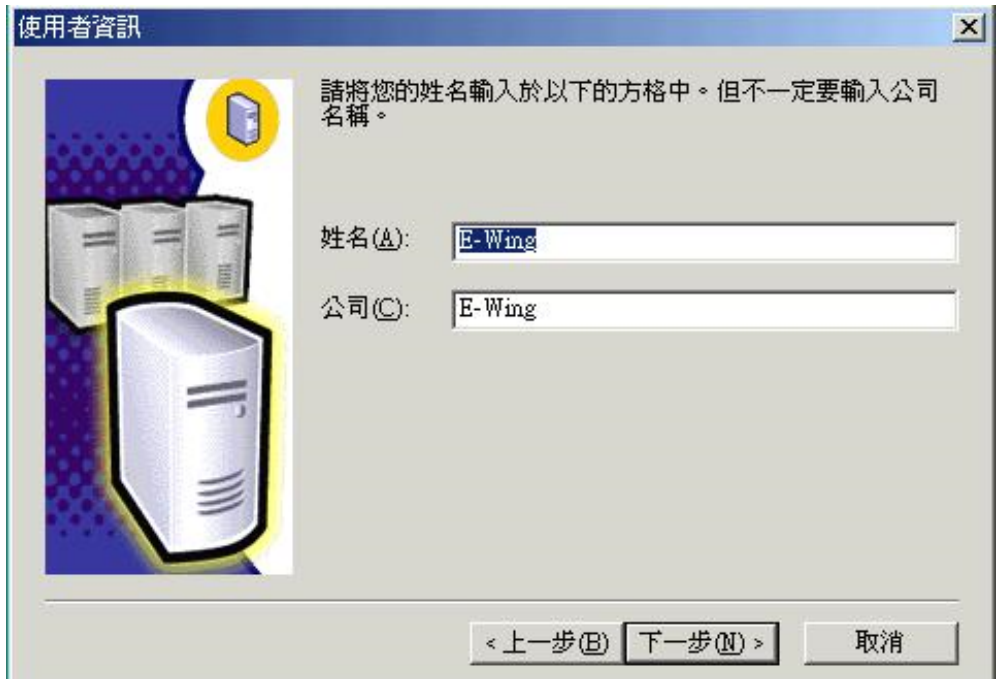 使用者資訊
請將您的姓名輸入於以下的方格中。但不一定要輸入公司
名稱。
姓名(A):
E-Wing
公司(C):
E-Wing
<上一步(B)
下一步(N)>
取消